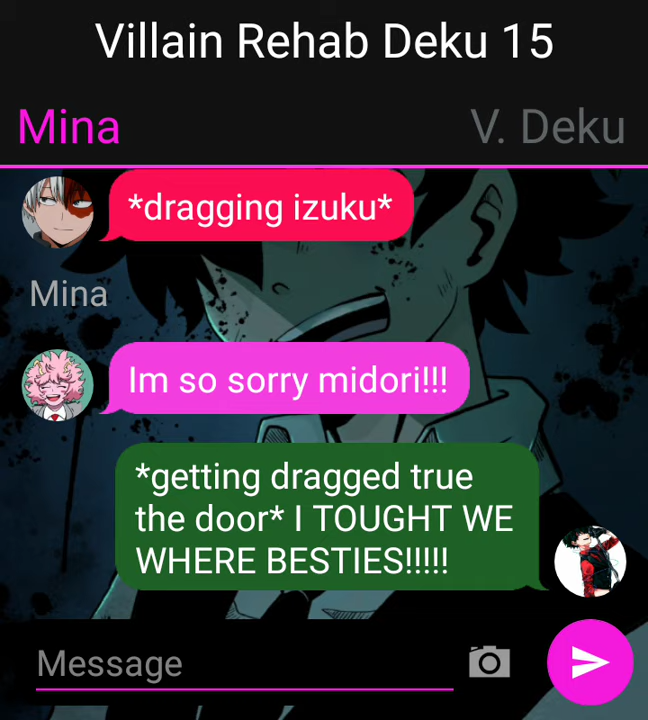 Villain Rehab Deku 15
Mina
V. Deku
*dragging izuku*
Mina
Im so sorry midori!!!
*getting dragged true
the door* I TOUGHT WE
WHERE BESTIES!!!!!
Message